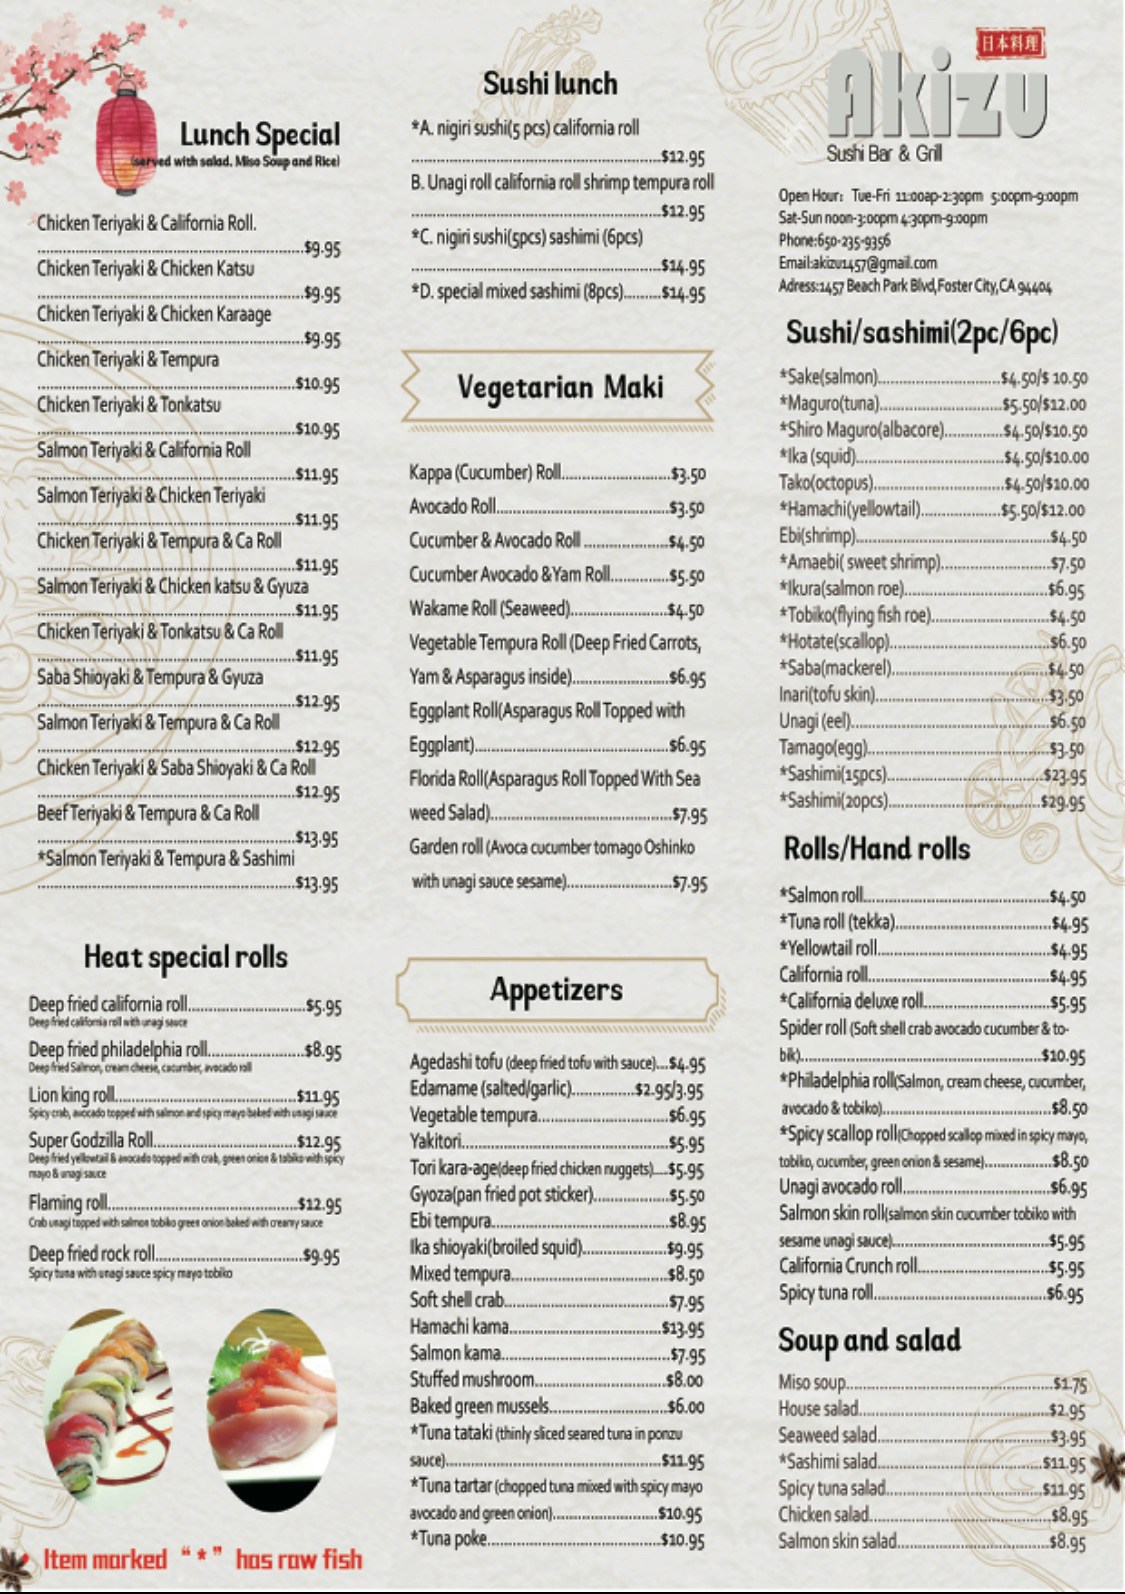 Lunch Special
(served with salad. Miso Soup and Rice)
Chicken Teriyaki & California Roll.
$9.95
Chicken Teriyaki & Chicken Katsu
$9.95
Chicken Teriyaki & Chicken Karaage
$9.95
Chicken Teriyaki & Tempura
$10.95
Chicken Teriyaki & Tonkatsu
$10.95
Salmon Teriyaki & California Roll
$11.95
Salmon Teriyaki & Chicken Teriyaki
$11.95
Chicken Teriyaki & Tempura & Ca Roll
$11.95
Salmon Teriyaki & Chicken katsu & Gyuza
$11.95
Chicken Teriyaki & Tonkatsu & Ca Roll
$11.95
Saba Shioyaki & Tempura & Gyuza
$12.95
Salmon Teriyaki & Tempura & Ca Roll
$12.95
Chicken Teriyaki & Saba Shioyaki & Ca Roll
$12.95
Beef Teriyaki & Tempura & Ca Roll
$13.95
*Salmon Teriyaki & Tempura & Sashimi
$13.95
Heat special rolls
Deep fried california roll $5.95
Deep fried california roll with unagi sauce
Deep fried philadelphia roll $8.95
Deep fried Salmon, cream cheese, cucumber, avocado roll
Lion king roll $11.95
Spicy crab, avocado topped with salmon and spicy mayo baked with unagi sauce
Super Godzilla Roll $12.95
Deep fried yellowtail & avocado topped with crab, green onion & tobiko with spicy
mayo & unagi sauce
Flaming roll $12.95
Crab unagi topped with salmon tobiko green onion baked with creamy sauce
Deep fried rock roll $9.95
Spicy tuna with unagi sauce spicy mayo tobiko
Item marked "*" has raw fish
Sushi lunch
*A. nigiri sushi(5 pcs) california roll
$12.95
B. Unagi roll california roll shrimp tempura roll
$12.95
*C. nigiri sushi(5pcs) sashimi (6pcs)
$14.95
*D. special mixed sashimi (8pcs) $14.95
Vegetarian Maki
Kappa (Cucumber) Roll $3.50
Avocado Roll $3.50
Cucumber & Avocado Roll $4.50
Cucumber Avocado &Yam Roll $5.50
Wakame Roll (Seaweed) $4.50
Vegetable Tempura Roll (Deep Fried Carrots,
Yam & Asparagus inside) $6.95
Eggplant Roll(Asparagus Roll Topped with
Eggplant) $6.95
Florida Roll(Asparagus Roll Topped With Sea
weed Salad) $7.95
Garden roll (Avoca cucumber tomago Oshinko
with unagi sauce sesame) $7.95
Appetizers
Agedashi tofu (deep fried tofu with sauce) $4.95
Edamame (salted/garlic) $2.95/3.95
Vegetable tempura $6.95
Yakitori $5.95
Tori kara-age(deep fried chicken nuggets) $5.95
Gyoza(pan fried pot sticker) $5.50
Ebi tempura $8.95
Ika shioyaki(broiled squid) $9.95
Mixed tempura $8.50
Soft shell crab $7.95
Hamachi kama $13.95
Salmon kama $7.95
Stuffed mushroom $8.00
Baked green mussels $6.00
*Tuna tataki (thinly sliced seared tuna in ponzu
sauce) $11.95
*Tuna tartar (chopped tuna mixed with spicy mayo
avocado and green onion) $10.95
*Tuna poke $10.95
日本料理
Akizu
Sushi Bar & Grill
Open Hour: Tue-Fri 11:00ap-2:30pm 5:00pm-9:00pm
Sat-Sun noon-3:00pm 4:30pm-9:00pm
Phone:650-235-9356
Email:akizu1457@gmail.com
Adress:1457 Beach Park Blvd,Foster City,CA 94404
Sushi/sashimi(2pc/6pc)
*Sake(salmon) $4.50/$ 10.50
*Maguro(tuna) $5.50/$12.00
*Shiro Maguro(albacore) $4.50/$10.50
*Ika (squid) $4.50/$10.00
Tako(octopus) $4.50/$10.00
*Hamachi(yellowtail) $5.50/$12.00
Ebi(shrimp) $4.50
*Amaebi( sweet shrimp) $7.50
*Ikura(salmon roe) $6.95
*Tobiko(flying fish roe) $4.50
*Hotate(scallop) $6.50
*Saba(mackerel) $4.50
Inari(tofu skin) $3.50
Unagi (eel) $6.50
Tamago(egg) $3.50
*Sashimi(15pcs) $23.95
*Sashimi(20pcs) $29.95
Rolls/Hand rolls
*Salmon roll $4.50
*Tuna roll (tekka) $4.95
*Yellowtail roll $4.95
California roll $4.95
*California deluxe roll $5.95
Spider roll (Soft shell crab avocado cucumber & to-
bik) $10.95
*Philadelphia roll(Salmon, cream cheese, cucumber,
avocado & tobiko) $8.50
*Spicy scallop roll(Chopped scallop mixed in spicy mayo,
tobiko, cucumber, green onion & sesame) $8.50
Unagi avocado roll $6.95
Salmon skin roll(salmon skin cucumber tobiko with
sesame unagi sauce) $5.95
California Crunch roll $5.95
Spicy tuna roll $6.95
Soup and salad
Miso soup $1.75
House salad $2.95
Seaweed salad $3.95
*Sashimi salad $11.95
Spicy tuna salad $11.95
Chicken salad $8.95
Salmon skin salad $8.95